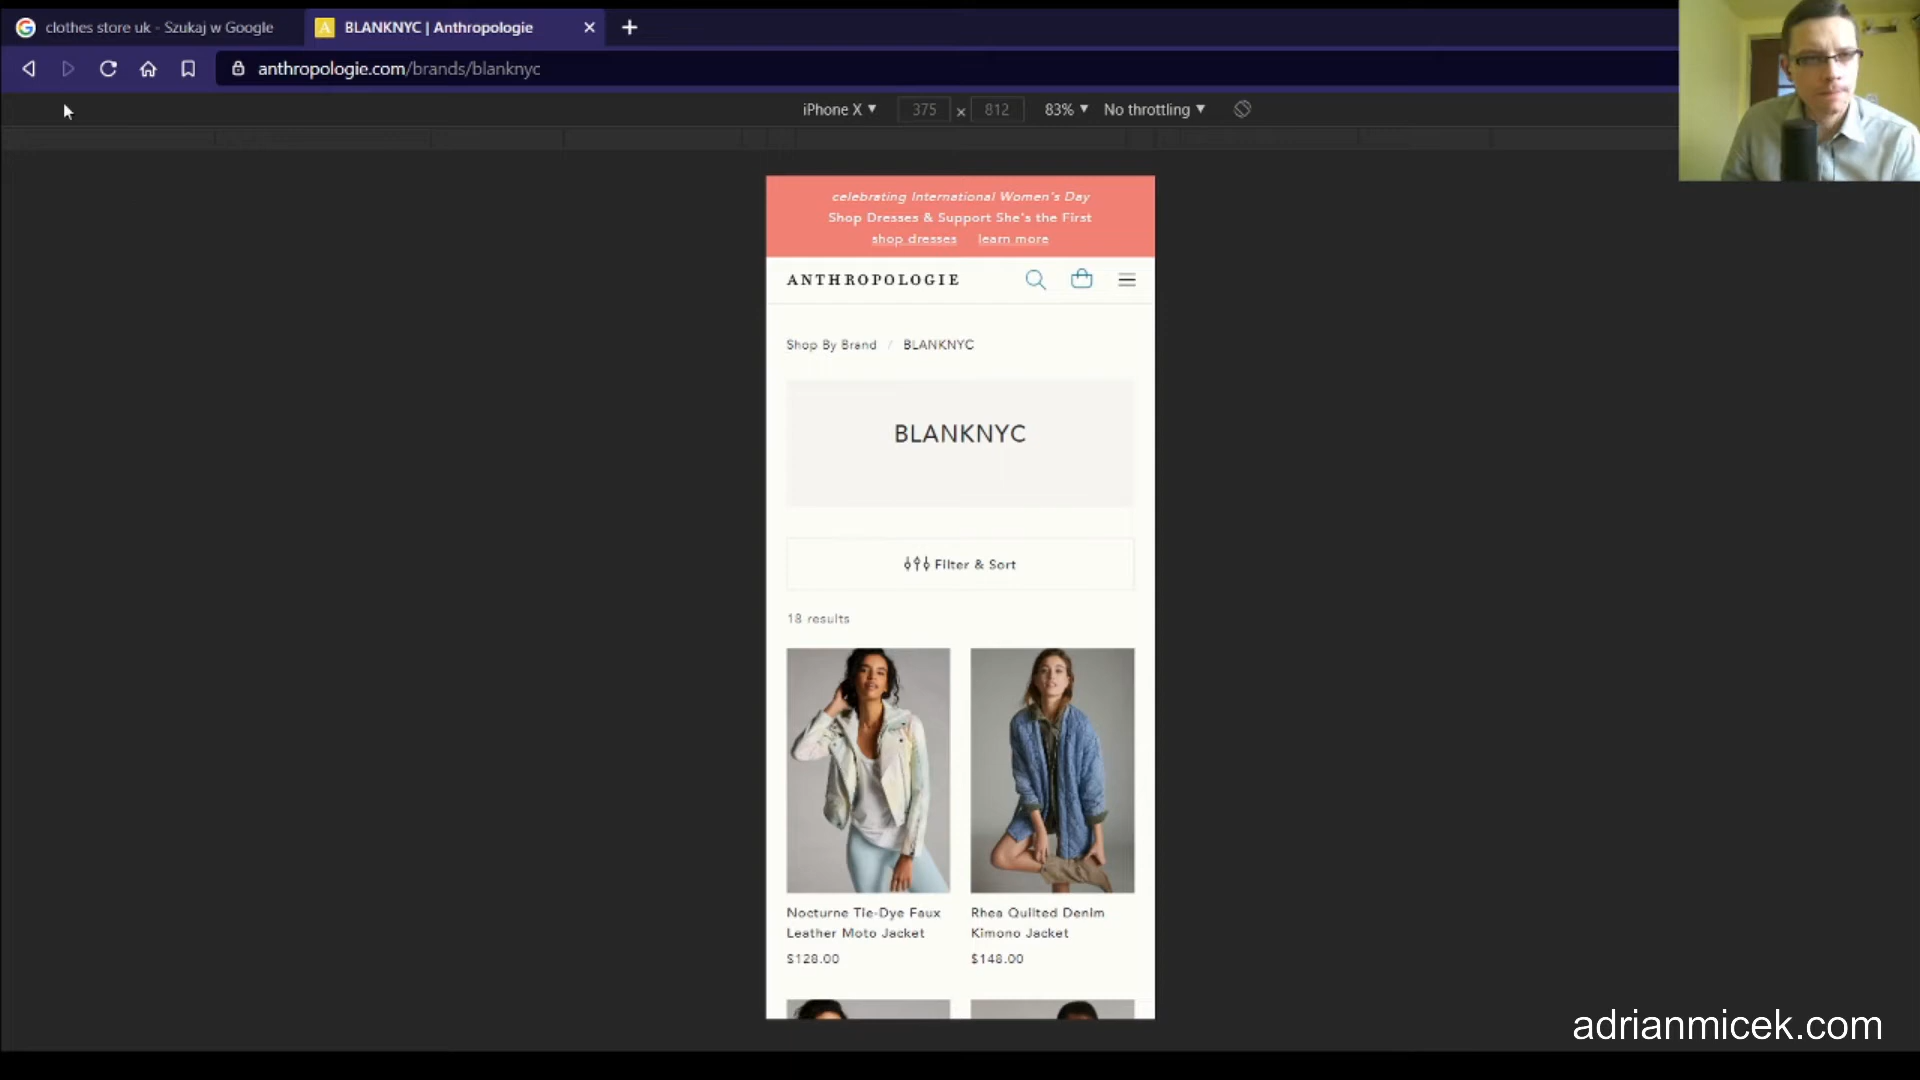 clothes store uk - Szukaj w Google
BLANKNYC | Anthropologie
anthropologie.com/brands/blanknyc
iPhone X 375 x 812 83% No throttling
celebrating International Women's Day
Shop Dresses & Support She's the First
shop dresses learn more
ANTHROPOLOGIE
Shop By Brand / BLANKNYC
BLANKNYC
Filter & Sort
18 results
Nocturne Tie-Dye Faux
Leather Moto Jacket
$128.00
Rhea Quilted Denim
Kimono Jacket
$148.00
adrianmicek.com